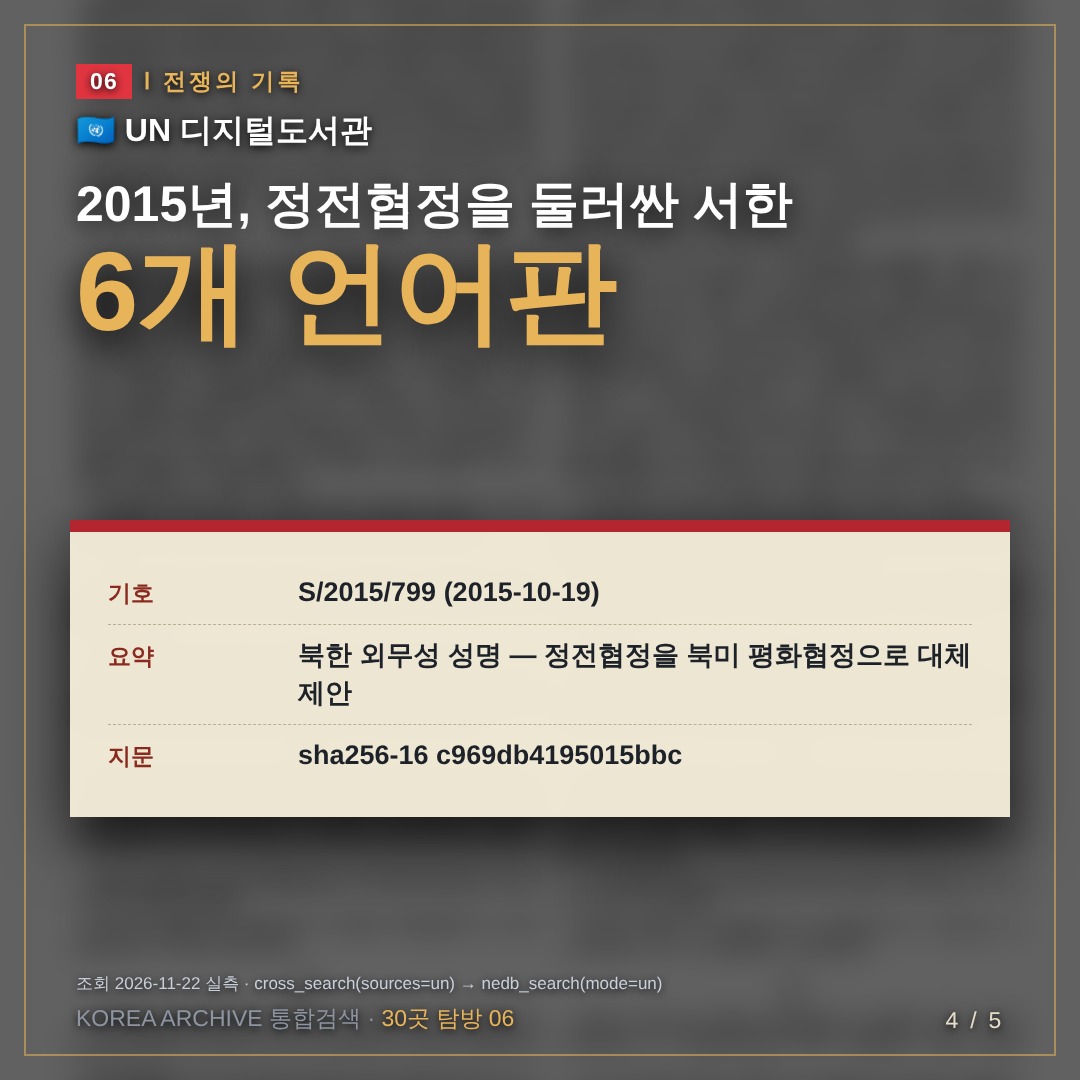 06 | 전쟁의 기록
UN 디지털도서관
2015년, 정전협정을 둘러싼 서한
6개 언어판
기호 S/2015/799 (2015-10-19)
요약 북한 외무성 성명 — 정전협정을 북미 평화협정으로 대체
제안
지문 sha256-16 c969db4195015bbc
조회 2026-11-22 실측 · cross_search(sources=un) → nedb_search(mode=un)
KOREA ARCHIVE 통합검색 · 30곳 탐방 06
4 / 5